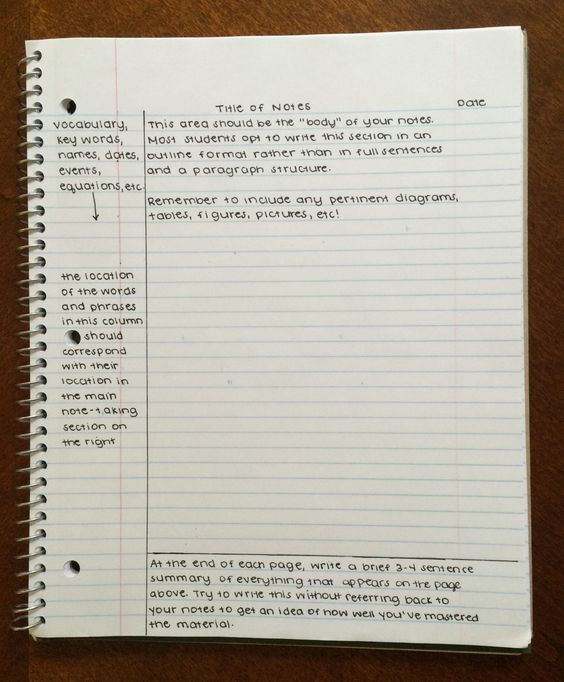 Title of Notes
Date
vocabulary,
key words,
names, dates,
events,
equations, etc.
the location
of the words
and phrases
in this column
should
correspond
with their
location in
the main
note-taking
section on
the right
This area should be the "body" of your notes.
Most students opt to write this section in an
outline format rather than in full sentences
and a paragraph structure.
Remember to include any pertinent diagrams,
tables, figures, pictures, etc!
At the end of each page, write a brief 3-4 sentence
summary of everything that appears on the page
above. Try to write this without referring back to
your notes to get an idea of how well you've mastered
the material.